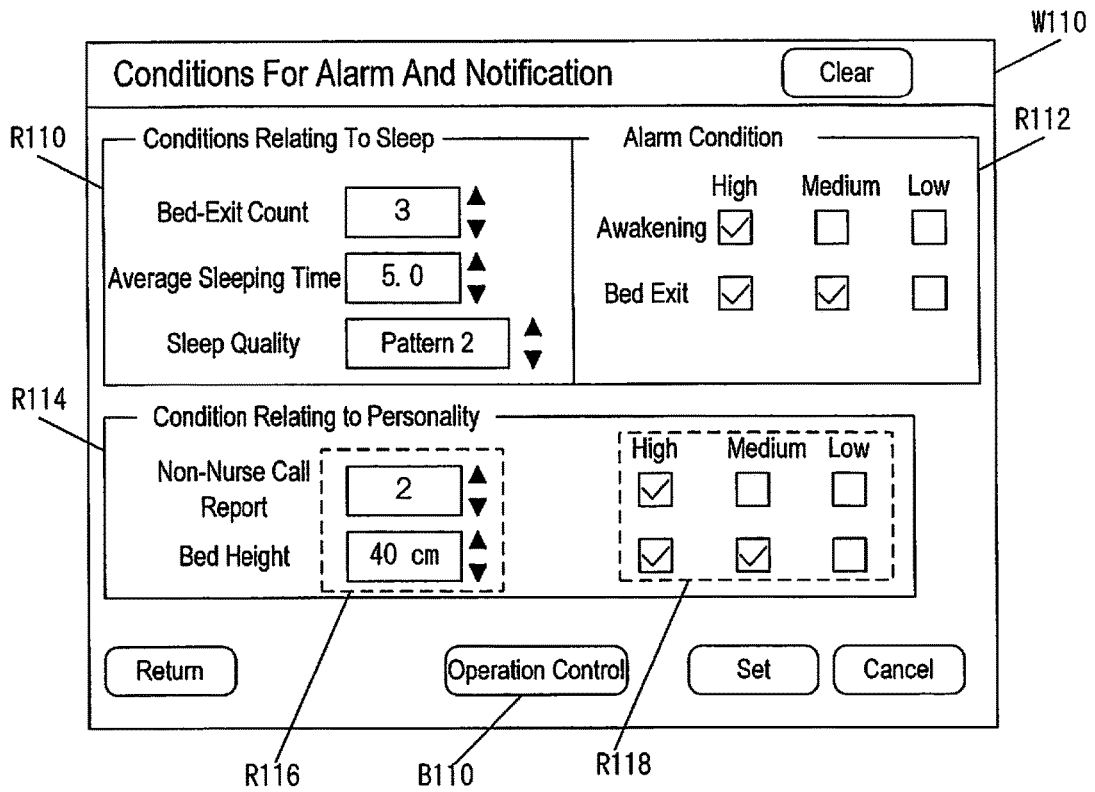 W110
Conditions For Alarm And Notification Clear
R110
R112
Conditions Relating To Sleep
Alarm Condition
High Medium Low
Bed-Exit Count 3
Awakening
Average Sleeping Time 5.0
Bed Exit
Sleep Quality Pattern 2
R114
Condition Relating to Personality
High Medium Low
Non-Nurse Call
Report
2
Bed Height 40 cm
Return Operation Control Set Cancel
R116 B110 R118